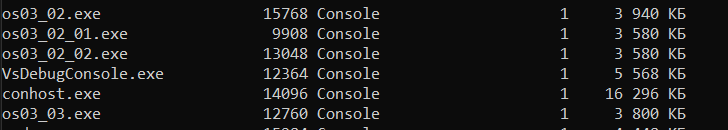 os03_02.exe 15768 Console 1 3 940 КБ
os03_02_01.exe 9908 Console 1 3 580 КБ
os03_02_02.exe 13048 Console 1 3 580 КБ
VsDebugConsole.exe 12364 Console 1 5 568 КБ
conhost.exe 14096 Console 1 16 296 КБ
os03_03.exe 12760 Console 1 3 800 КБ